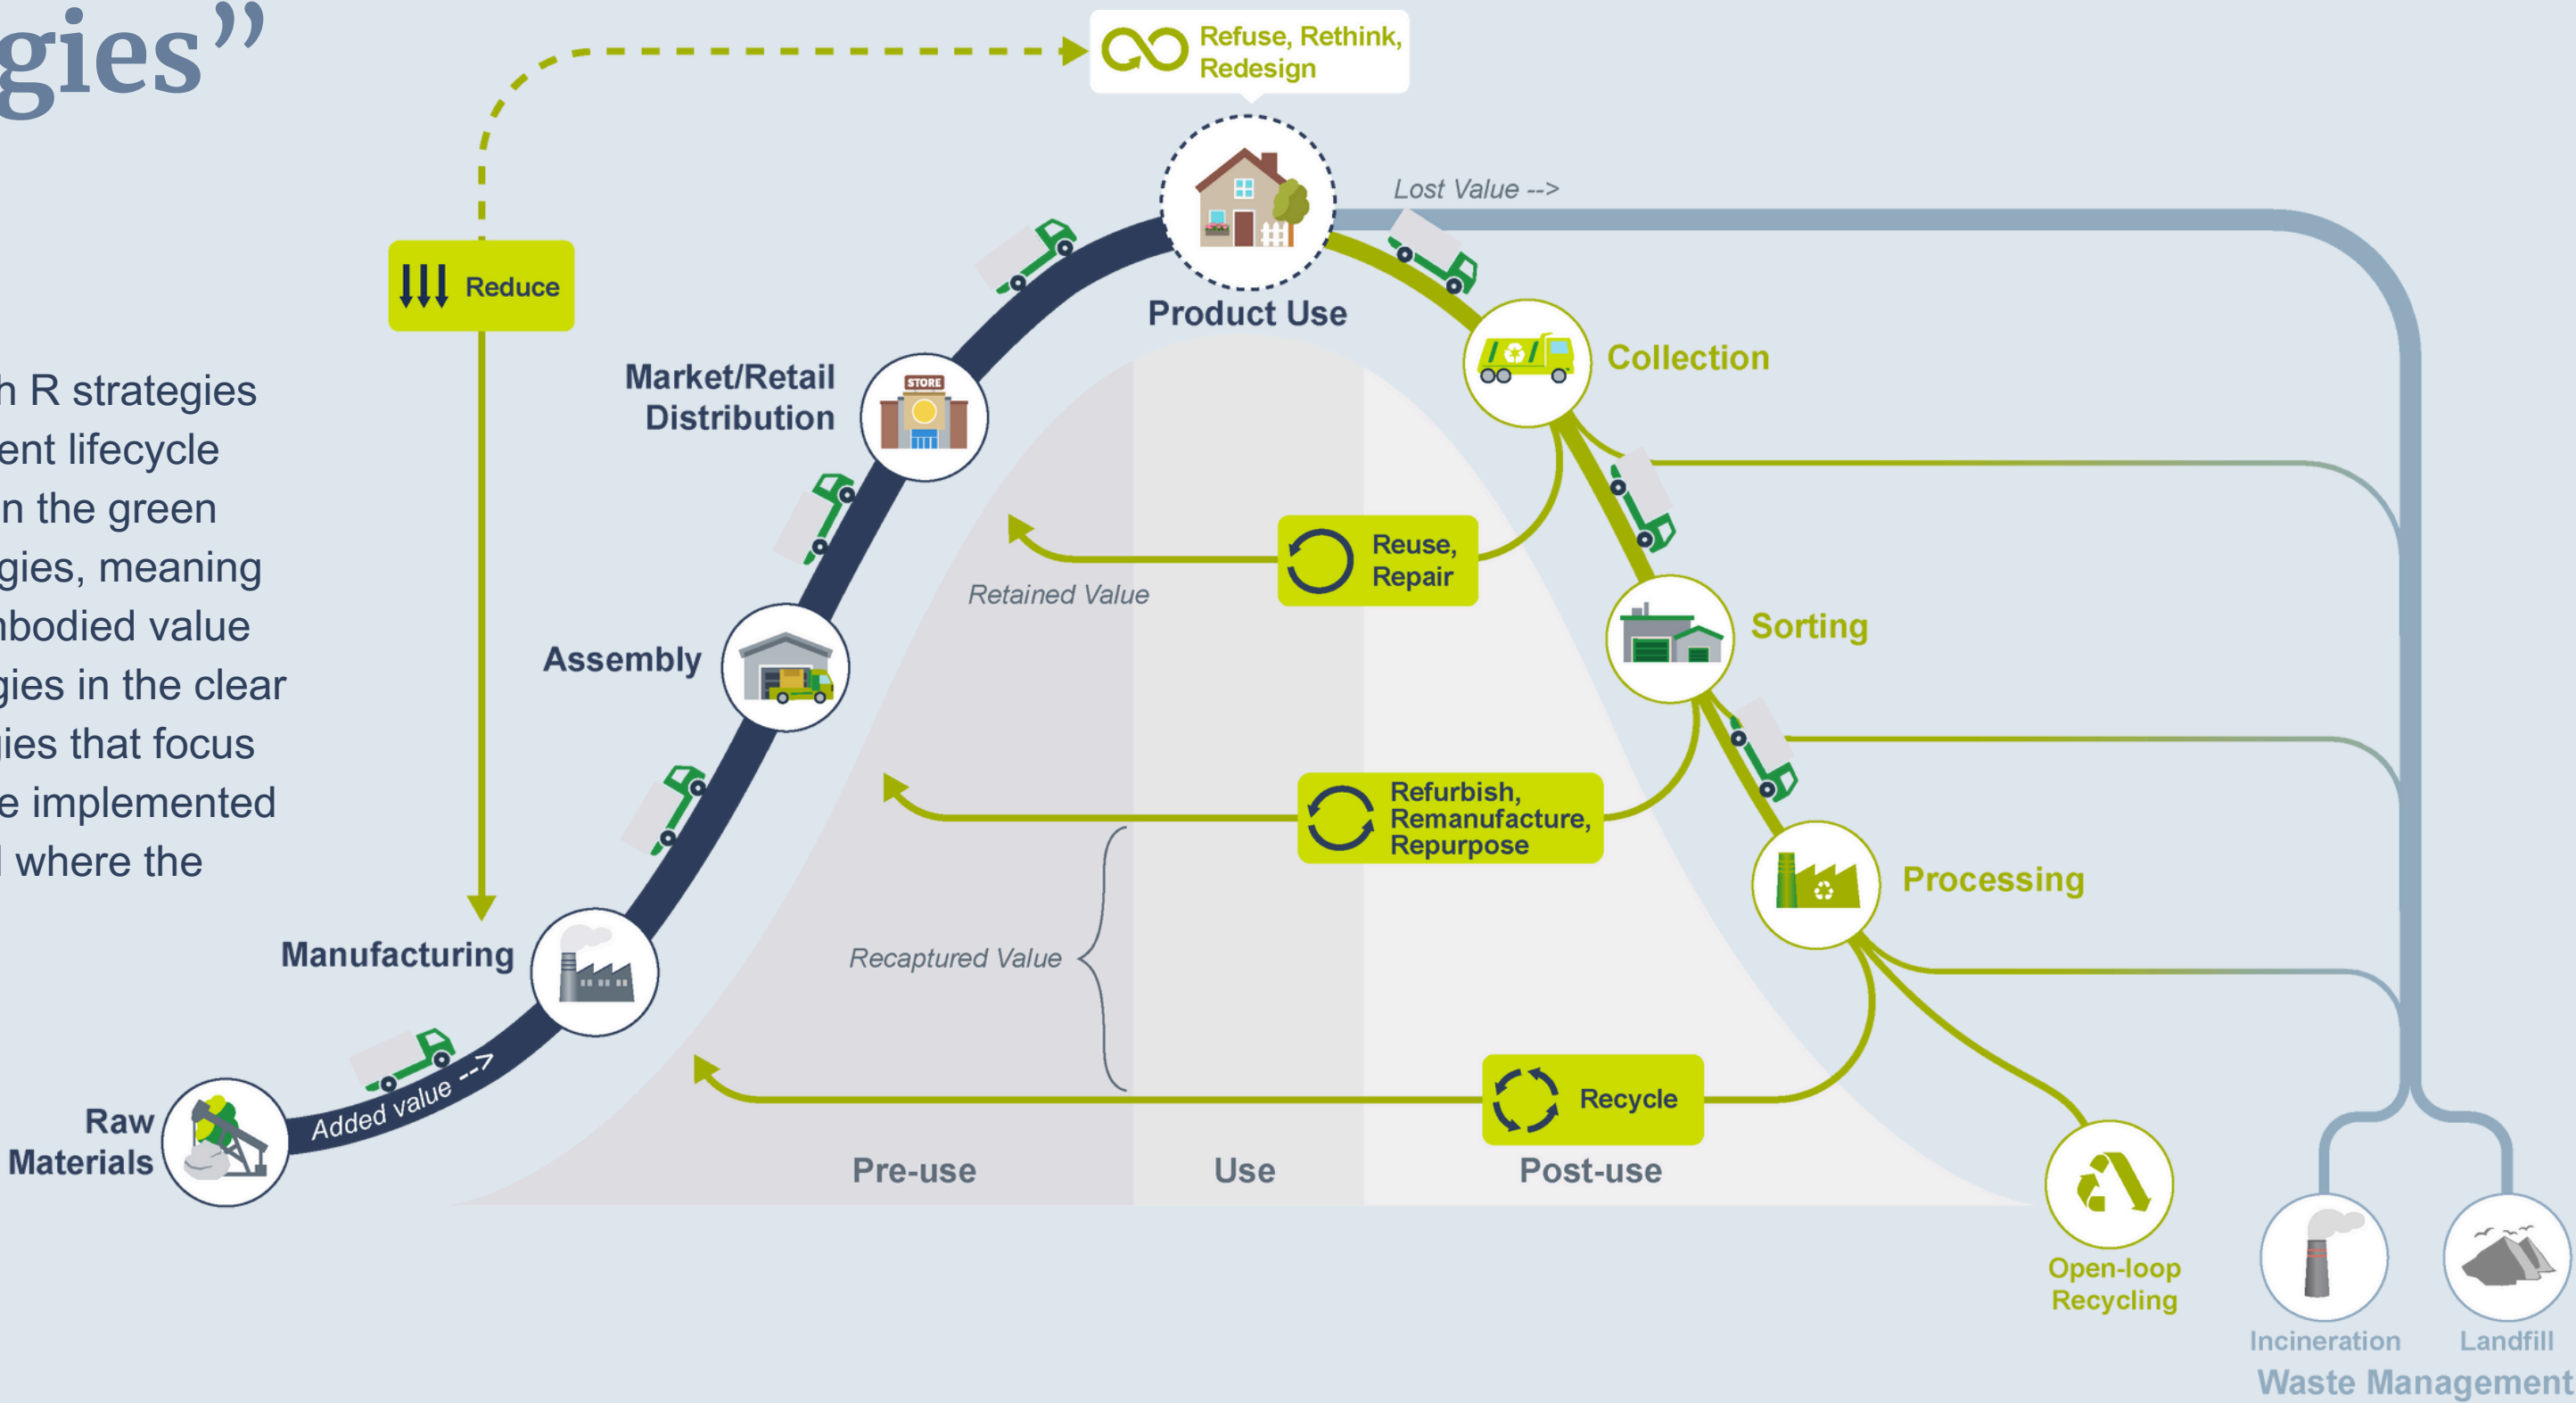 gies”
h R strategies
ent lifecycle
n the green
gies, meaning
nbodied value
gies in the clear
gies that focus
e implemented
l where the
Refuse, Rethink,
Redesign
Reduce
Lost Value -->
Product Use
Market/Retail
Distribution
STORE
Collection
Reuse,
Repair
Retained Value
Assembly
Sorting
Refurbish,
Remanufacture,
Repurpose
Manufacturing
Recaptured Value
Processing
Raw
Materials
Added value -->
Recycle
Pre-use
Use
Post-use
Open-loop
Recycling
Incineration
Landfill
Waste Management